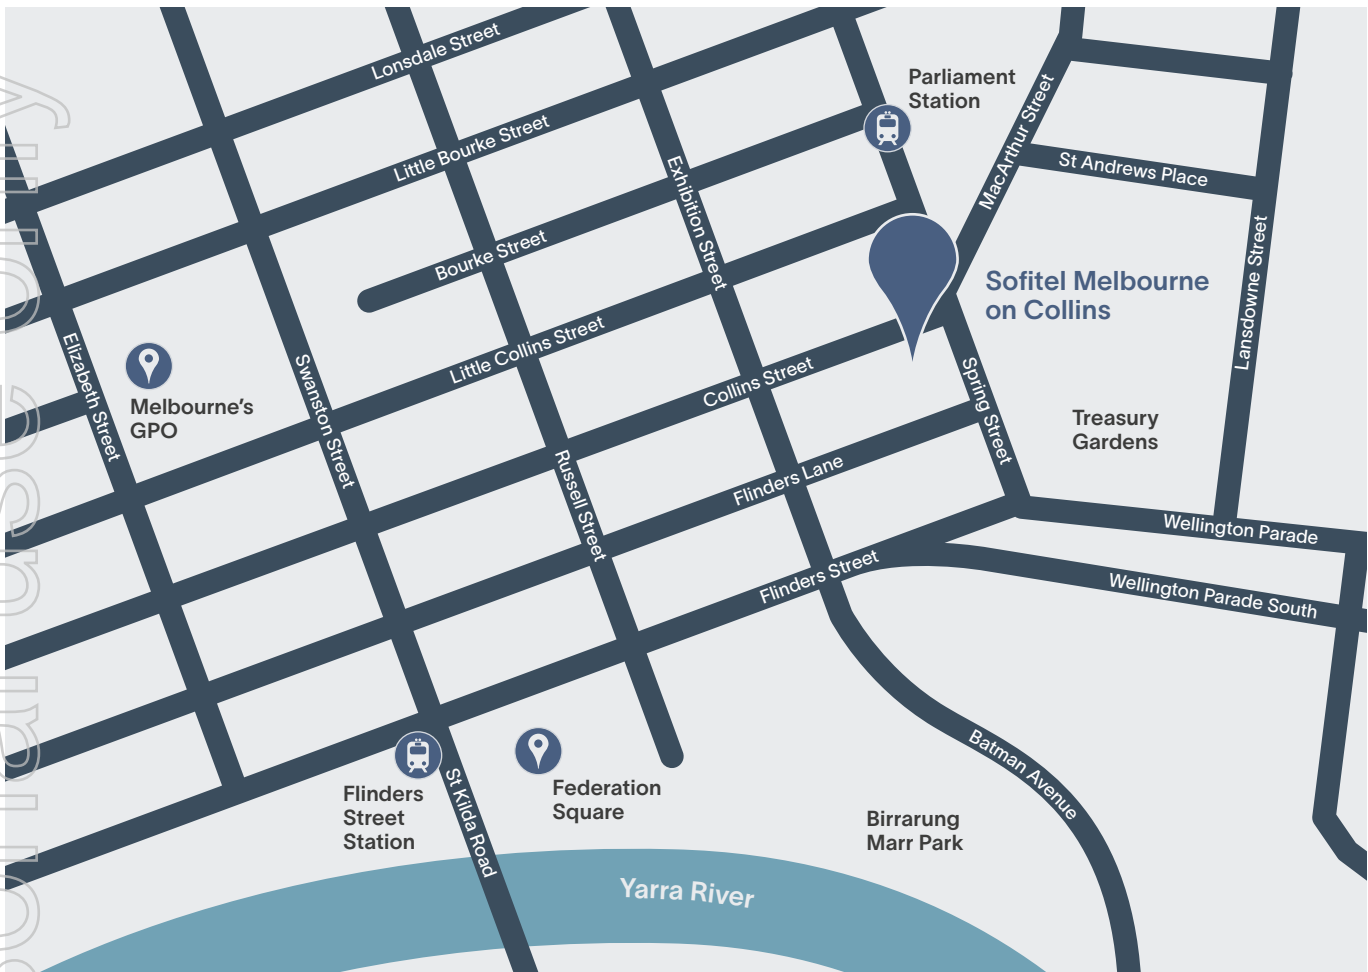 Lonsdale Street
Parliament
Station
MacArthur Street
Little Bourke Street
St Andrews Place
Exhibition Street
Bourke Street
Lansdowne Street
Sofitel Melbourne
on Collins
Elizabeth Street
Little Collins Street
Swanston Street
Collins Street
Spring Street
Melbourne’s
GPO
Treasury
Gardens
Russell Street
Flinders Lane
Wellington Parade
Flinders Street
Wellington Parade South
Batman Avenue
Flinders
Street
Station
St Kilda Road
Federation
Square
Birrarung
Marr Park
Yarra River